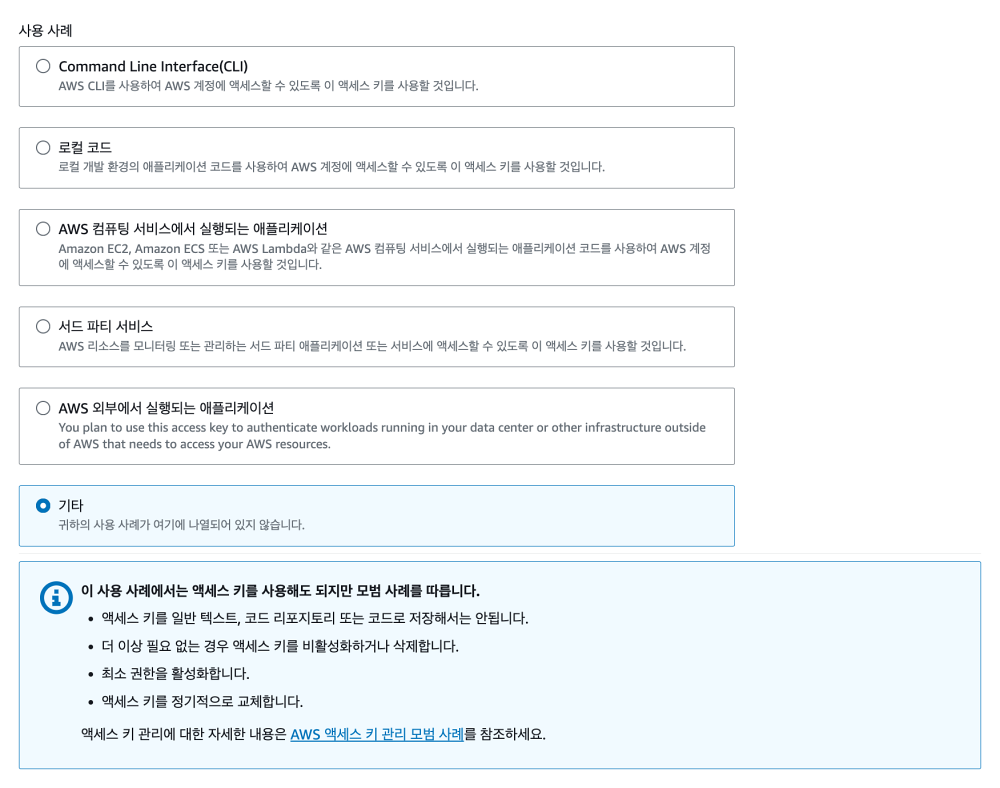 사용 사례
Command Line Interface(CLI)
AWS CLI를 사용하여 AWS 계정에 액세스할 수 있도록 이 액세스 키를 사용할 것입니다.
로컬 코드
로컬 개발 환경의 애플리케이션 코드를 사용하여 AWS 계정에 액세스할 수 있도록 이 액세스 키를 사용할 것입니다.
AWS 컴퓨팅 서비스에서 실행되는 애플리케이션
Amazon EC2, Amazon ECS 또는 AWS Lambda와 같은 AWS 컴퓨팅 서비스에서 실행되는 애플리케이션 코드를 사용하여 AWS 계정
에 액세스할 수 있도록 이 액세스 키를 사용할 것입니다.
서드 파티 서비스
AWS 리소스를 모니터링 또는 관리하는 서드 파티 애플리케이션 또는 서비스에 액세스할 수 있도록 이 액세스 키를 사용할 것입니다.
AWS 외부에서 실행되는 애플리케이션
You plan to use this access key to authenticate workloads running in your data center or other infrastructure outside
of AWS that needs to access your AWS resources.
기타
귀하의 사용 사례가 여기에 나열되어 있지 않습니다.
이 사용 사례에서는 액세스 키를 사용해도 되지만 모범 사례를 따릅니다.
• 액세스 키를 일반 텍스트, 코드 리포지토리 또는 코드로 저장해서는 안됩니다.
• 더 이상 필요 없는 경우 액세스 키를 비활성화하거나 삭제합니다.
• 최소 권한을 활성화합니다.
• 액세스 키를 정기적으로 교체합니다.
액세스 키 관리에 대한 자세한 내용은 AWS 액세스 키 관리 모범 사례를 참조하세요.